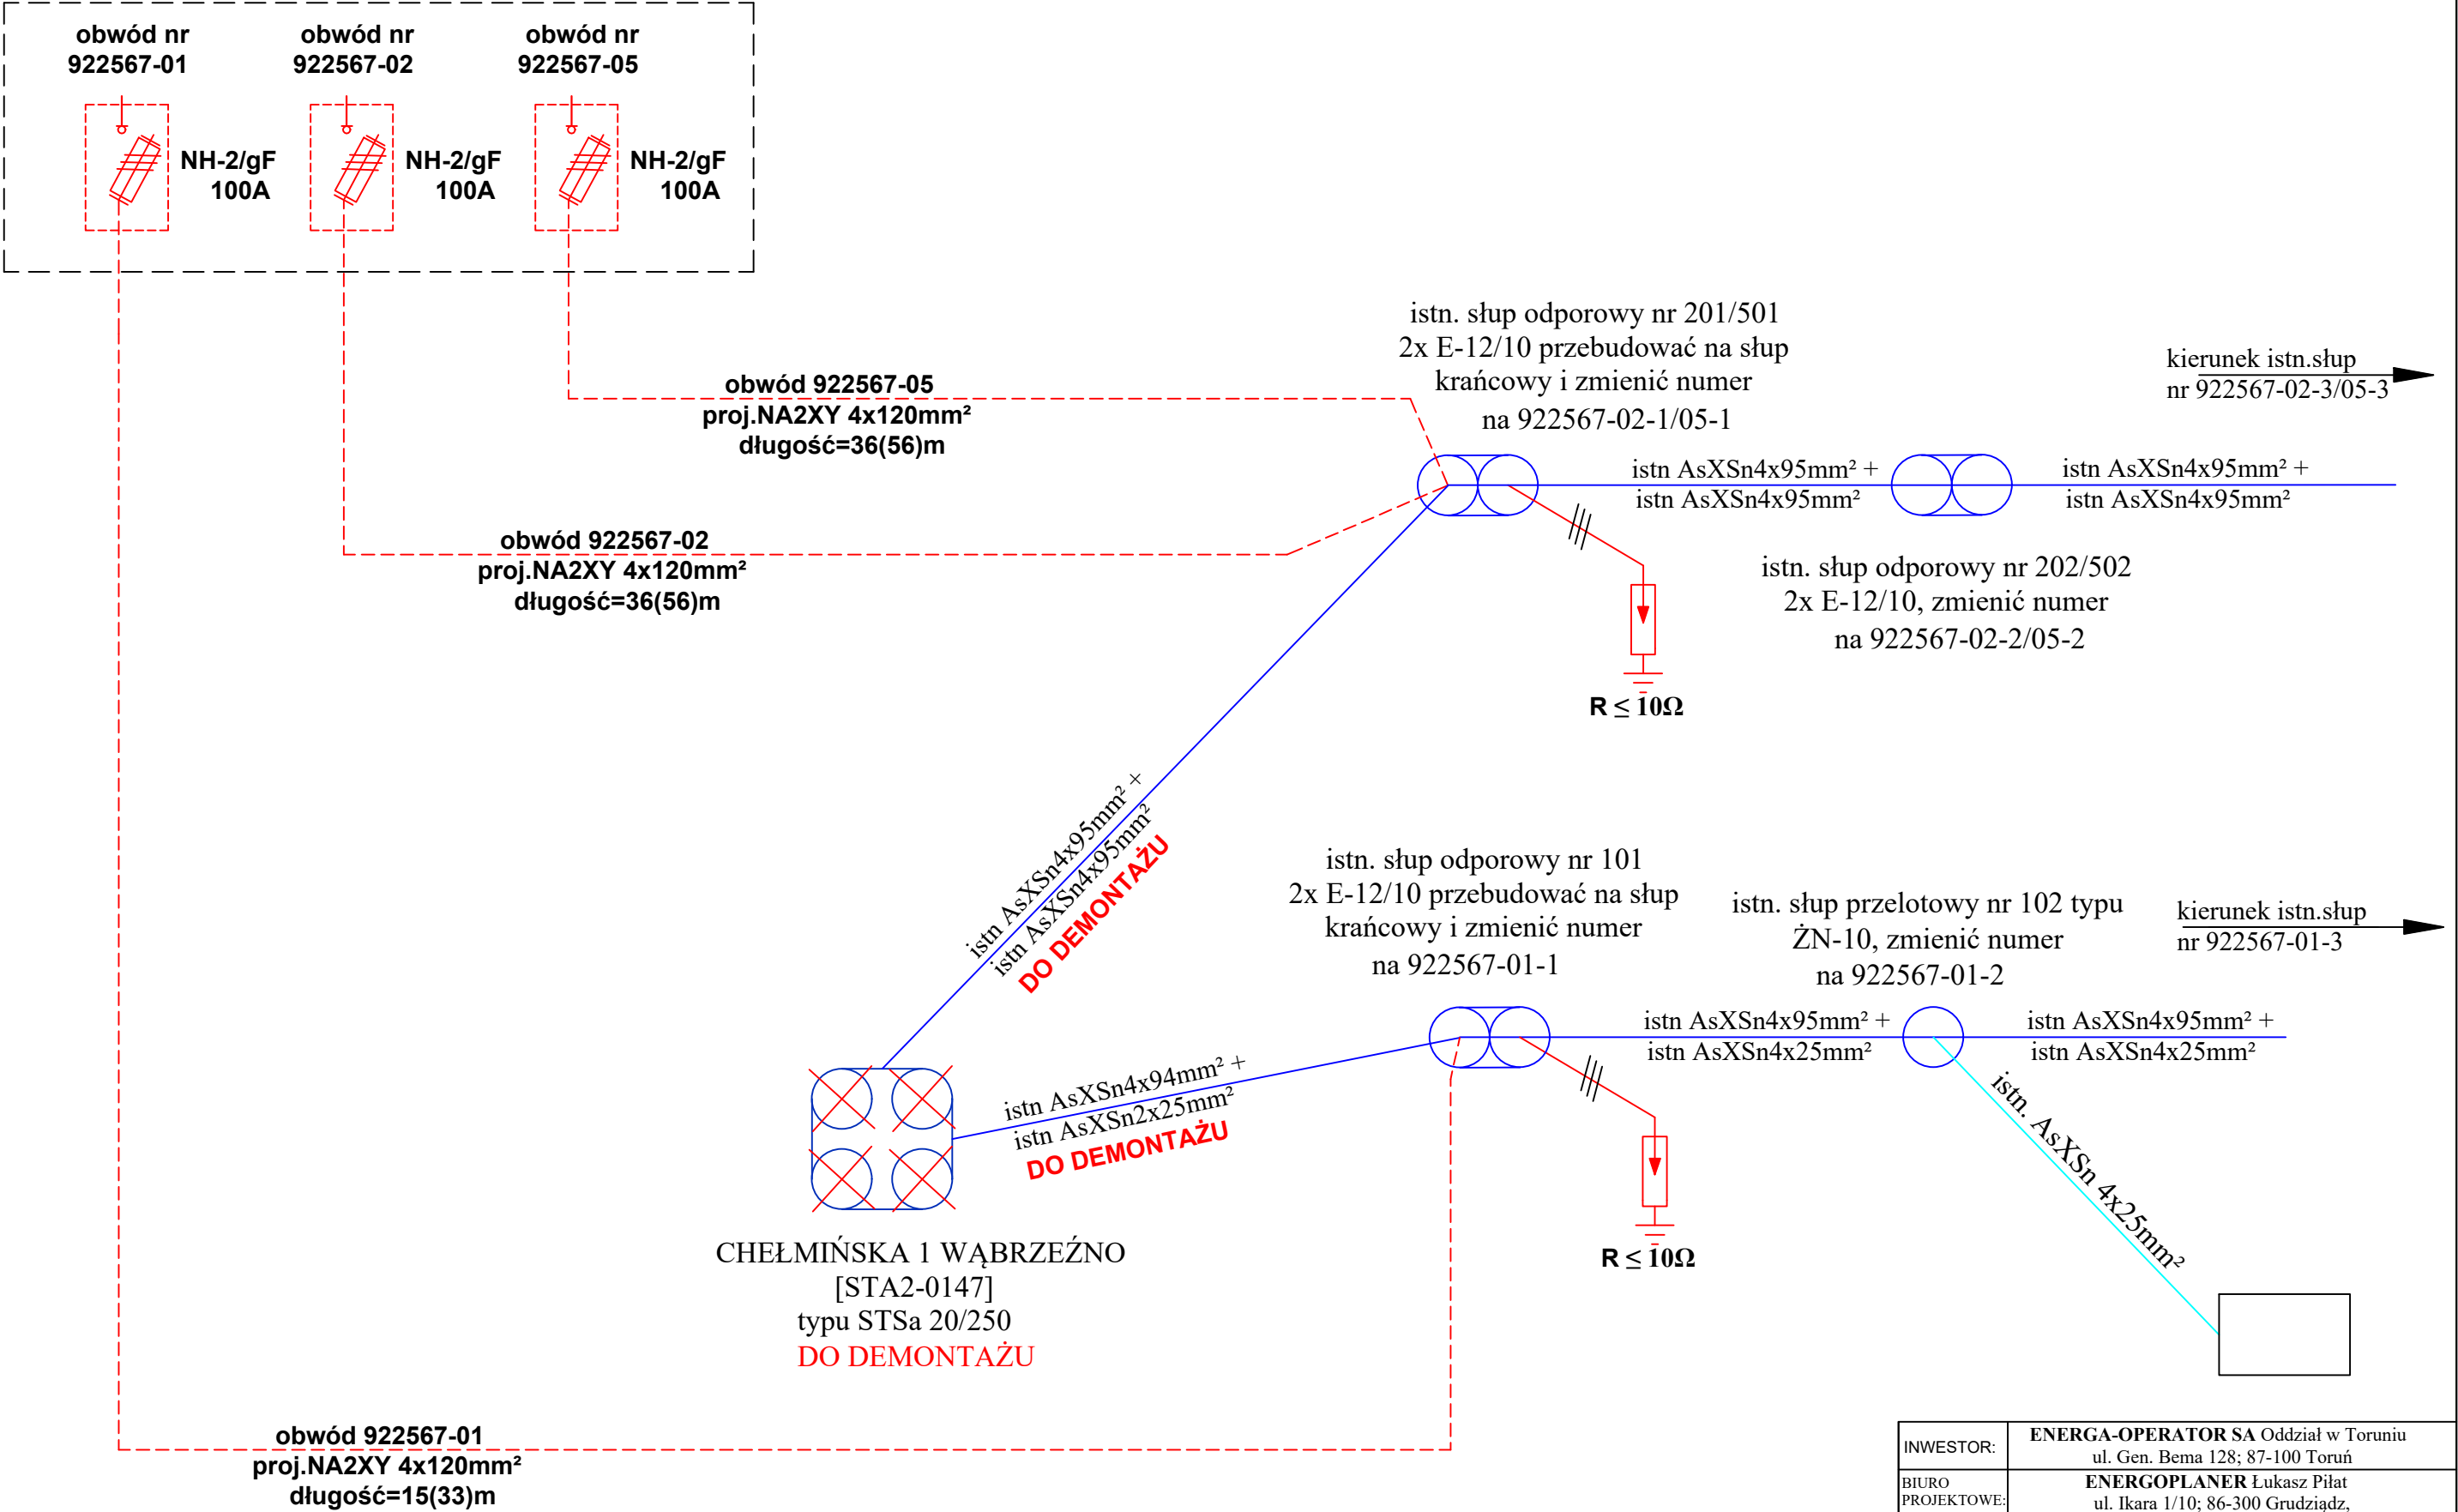 obwód nr
922567-01
obwód nr
922567-02
obwód nr
922567-05
NH-2/gF
100A
NH-2/gF
100A
NH-2/gF
100A
obwód 922567-05
proj.NA2XY 4x120mm²
długość=36(56)m
obwód 922567-02
proj.NA2XY 4x120mm²
długość=36(56)m
istn. słup odporowy nr 201/501
2x E-12/10 przebudować na słup
krańcowy i zmienić numer
na 922567-02-1/05-1
kierunek istn.słup
nr 922567-02-3/05-3
istn AsXSn4x95mm² +
istn AsXSn4x95mm²
istn AsXSn4x95mm² +
istn AsXSn4x95mm²
istn. słup odporowy nr 202/502
2x E-12/10, zmienić numer
na 922567-02-2/05-2
R ≤ 10Ω
istn AsXSn4x95mm² +
istn AsXSn4x95mm²
DO DEMONTAŻU
istn. słup odporowy nr 101
2x E-12/10 przebudować na słup
krańcowy i zmienić numer
na 922567-01-1
istn. słup przelotowy nr 102 typu
ŻN-10, zmienić numer
na 922567-01-2
kierunek istn.słup
nr 922567-01-3
istn AsXSn4x95mm² +
istn AsXSn4x25mm²
istn AsXSn4x95mm² +
istn AsXSn4x25mm²
istn AsXSn4x94mm² +
istn AsXSn2x25mm²
DO DEMONTAŻU
istn. AsXSn 4x25mm²
R ≤ 10Ω
CHEŁMIŃSKA 1 WĄBRZEŹNO
[STA2-0147]
typu STSa 20/250
DO DEMONTAŻU
obwód 922567-01
proj.NA2XY 4x120mm²
długość=15(33)m
INWESTOR:
ENERGA-OPERATOR SA Oddział w Toruniu
ul. Gen. Bema 128; 87-100 Toruń
BIURO
PROJEKTOWE:
ENERGOPLANER Łukasz Piłat
ul. Ikara 1/10; 86-300 Grudziądz,